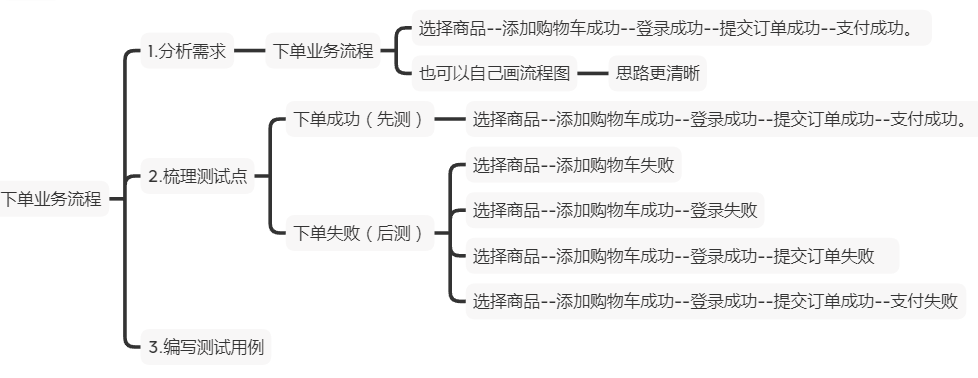 下单业务流程
1.分析需求
下单业务流程
选择商品--添加购物车成功--登录成功--提交订单成功--支付成功。
也可以自己画流程图
思路更清晰
2.梳理测试点
下单成功（先测）
选择商品--添加购物车成功--登录成功--提交订单成功--支付成功。
下单失败（后测）
选择商品--添加购物车失败
选择商品--添加购物车成功--登录失败
选择商品--添加购物车成功--登录成功--提交订单失败
选择商品--添加购物车成功--登录成功--提交订单成功--支付失败
3.编写测试用例